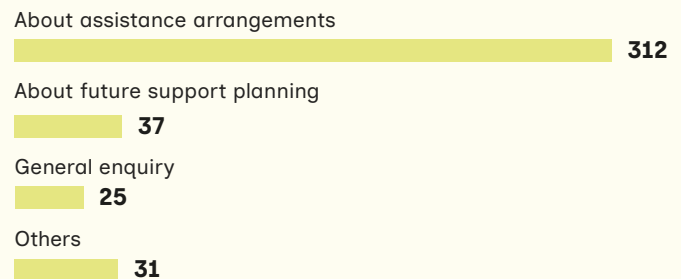 About assistance arrangements
312
About future support planning
37
General enquiry
25
Others
31